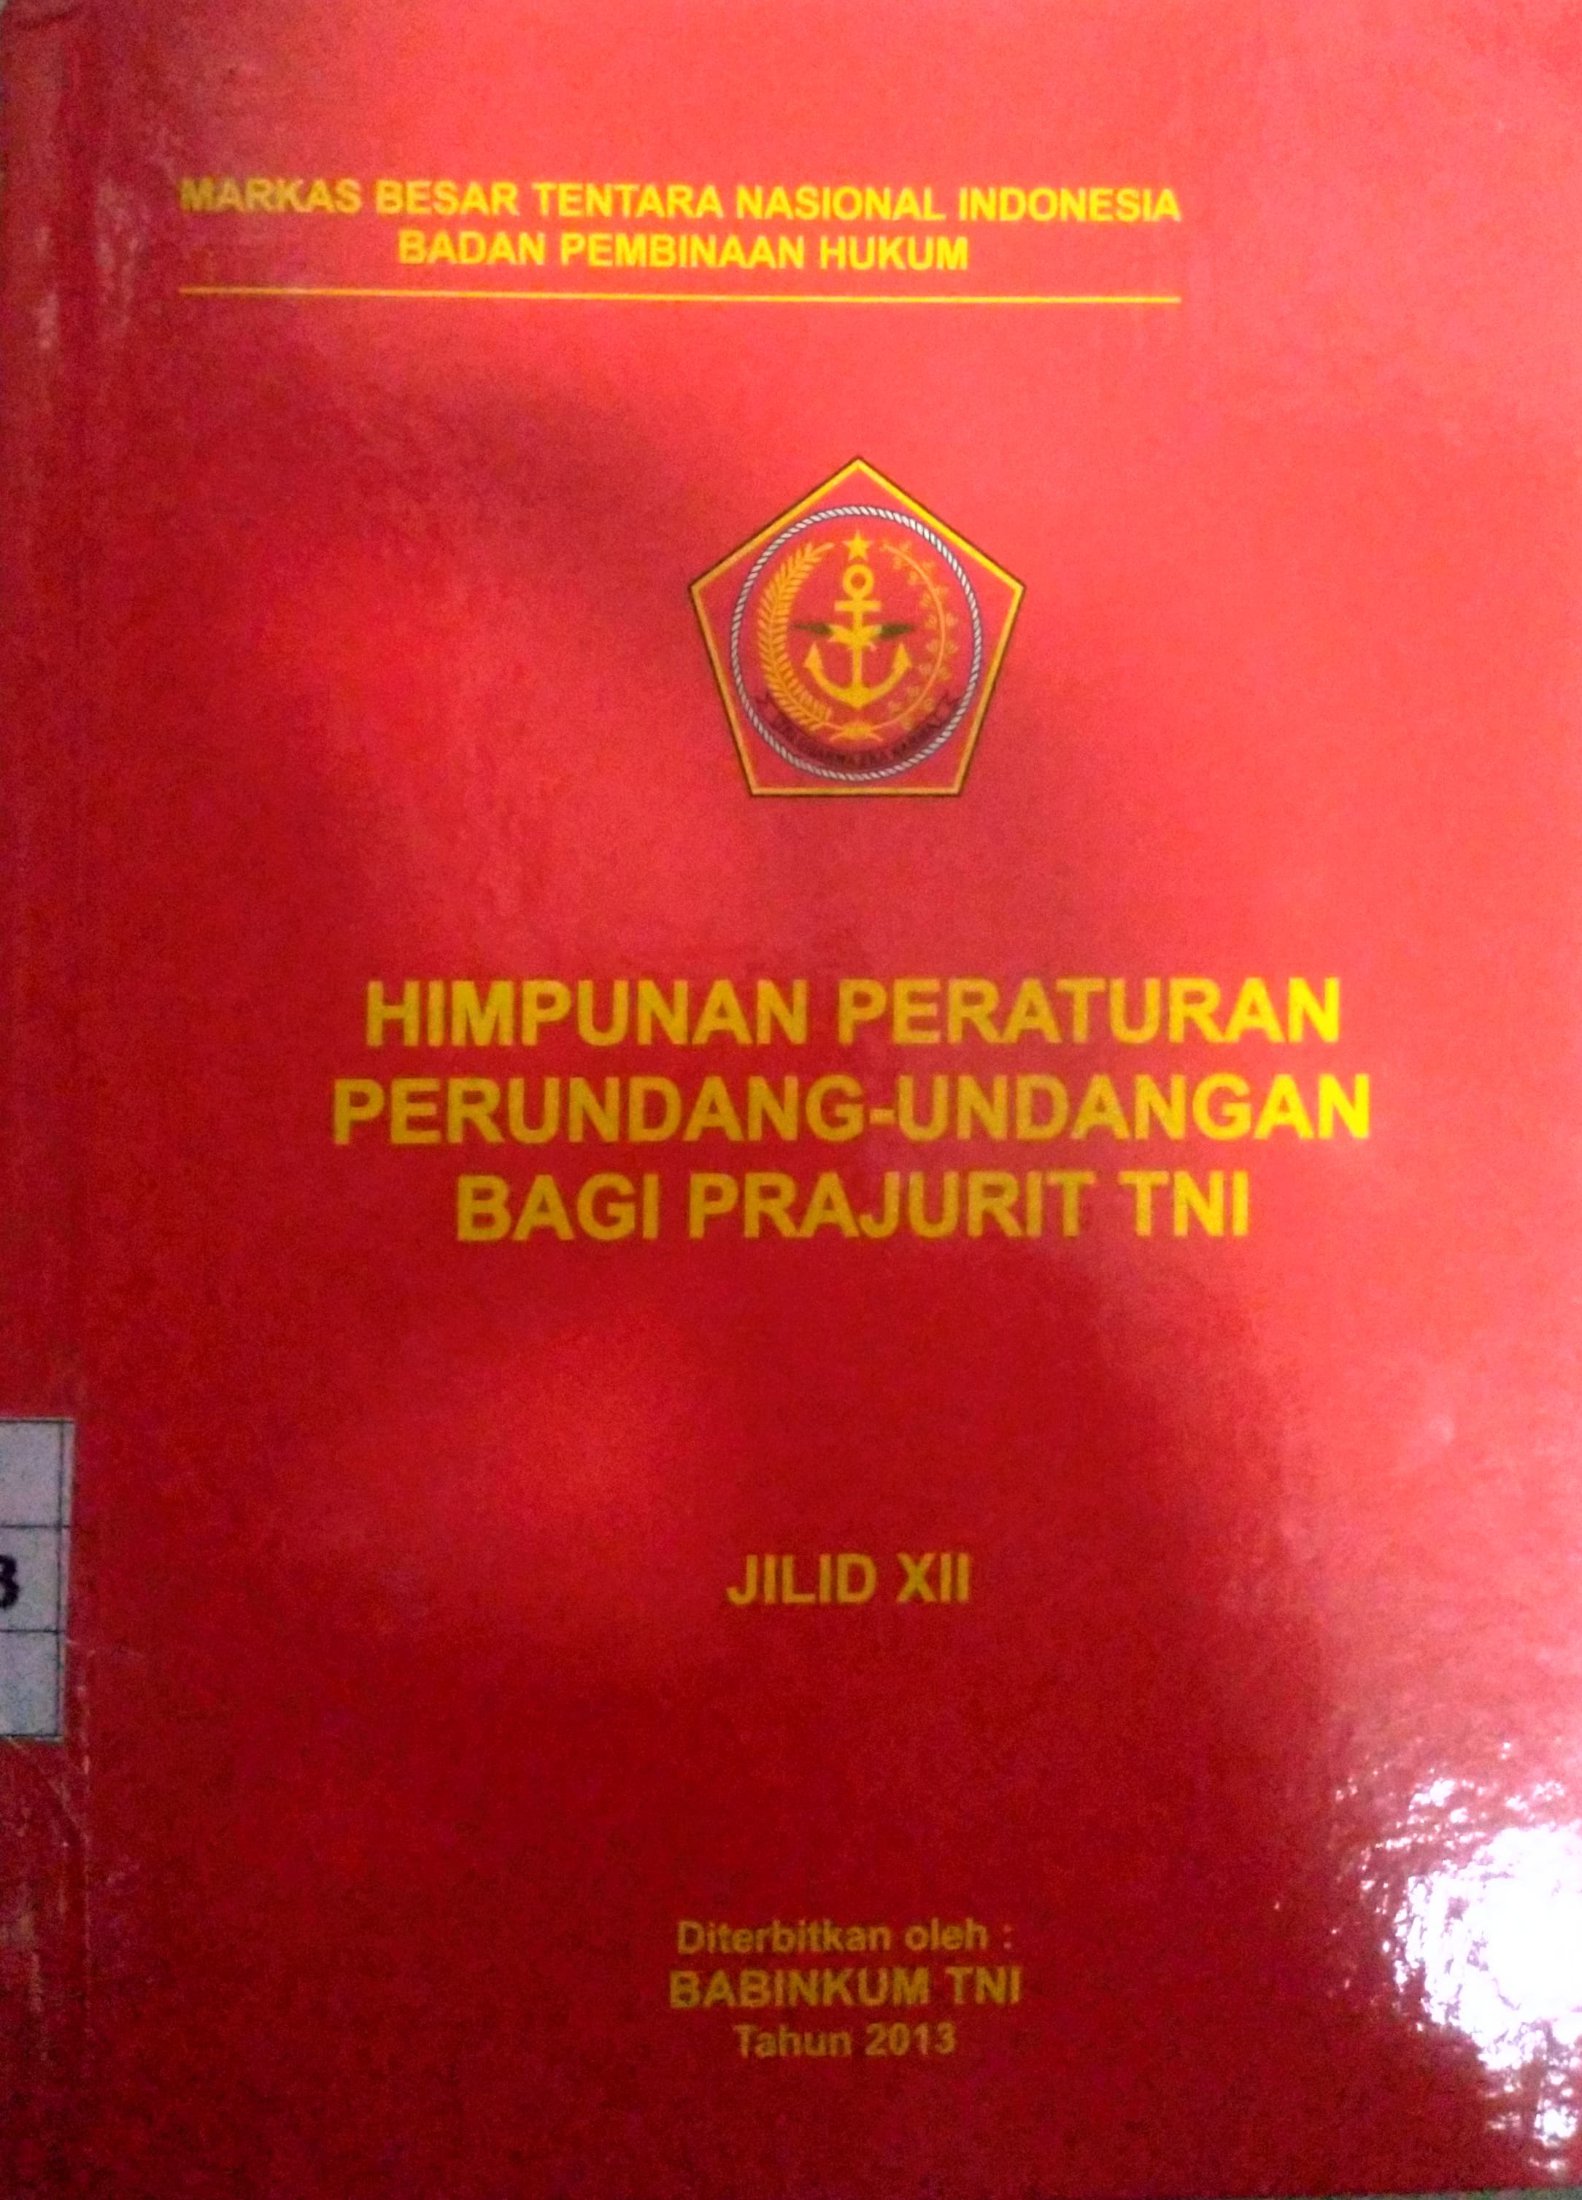 MARKAS BESAR TENTARA NASIONAL INDONESIA
BADAN PEMBINAAN HUKUM
HIMPUNAN PERATURAN
PERUNDANG-UNDANGAN
BAGI PRAJURIT TNI
JILID XII
Diterbitkan oleh :
BABINKUM TNI
Tahun 2013